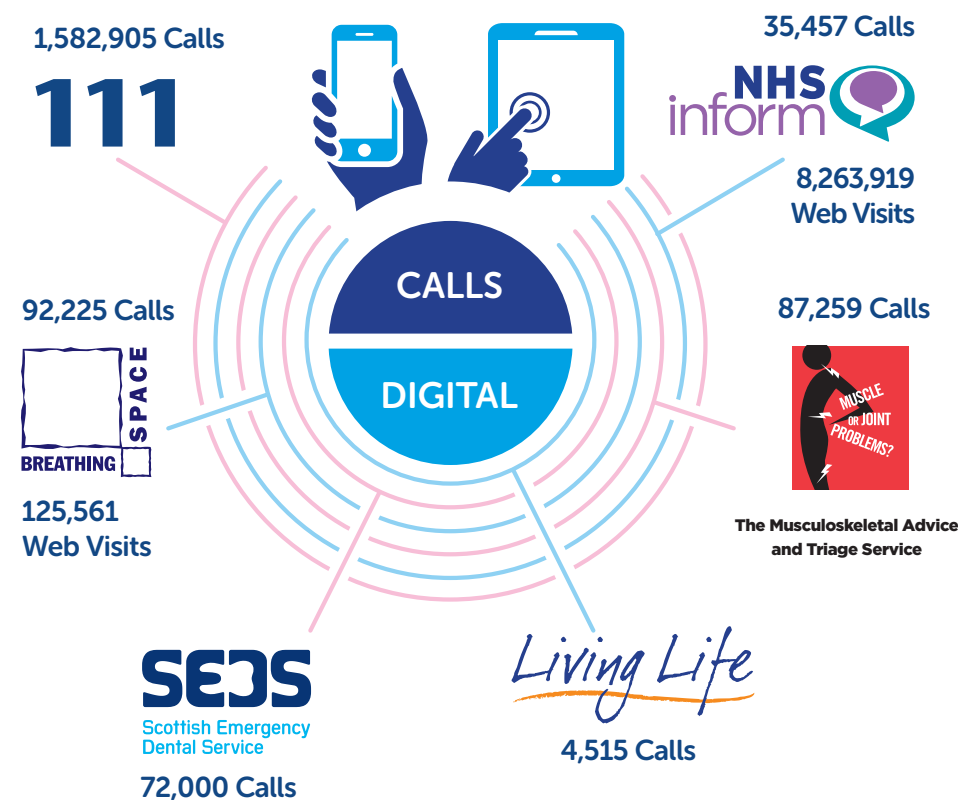 1,582,905 Calls
111
35,457 Calls
NHS
inform
8,263,919
Web Visits
CALLS
DIGITAL
92,225 Calls
BREATHING
SPACE
125,561
Web Visits
87,259 Calls
MUSCLE
OR JOINT
PROBLEMS?
The Musculoskeletal Advice
and Triage Service
SEDS
Scottish Emergency
Dental Service
72,000 Calls
Living Life
4,515 Calls